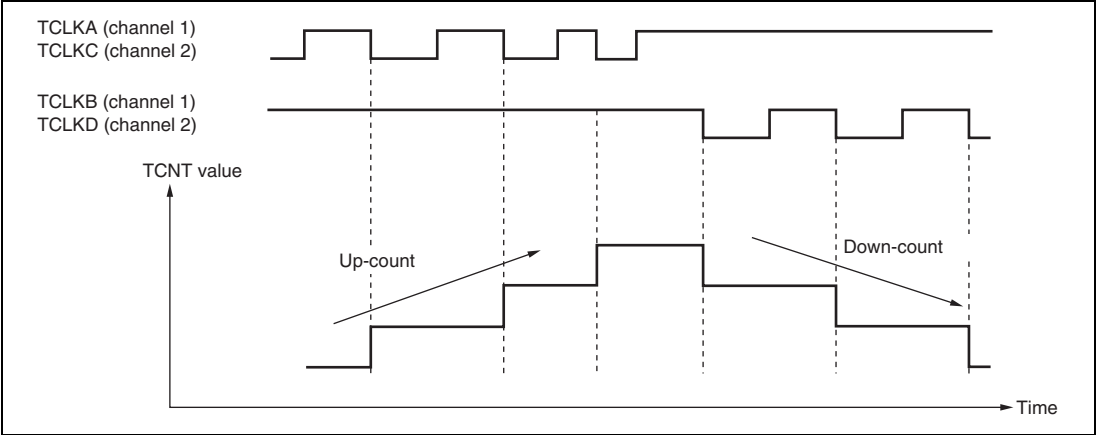 TCLKA (channel 1)
TCLKC (channel 2)
TCLKB (channel 1)
TCLKD (channel 2)
TCNT value
Up-count
Down-count
Time